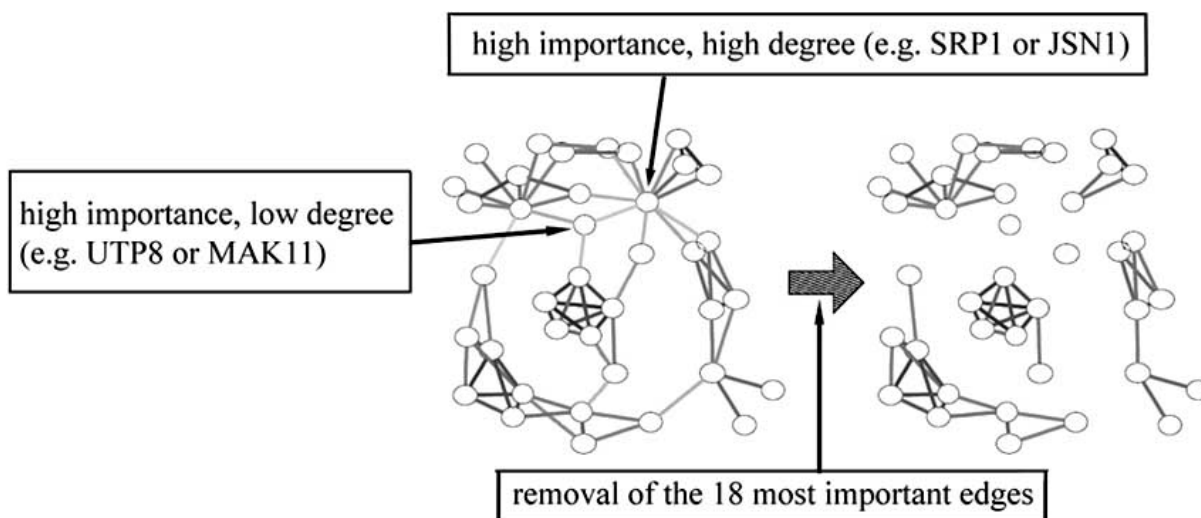 high importance, high degree (e.g. SRP1 or JSN1)
high importance, low degree
(e.g. UTP8 or MAK11)
removal of the 18 most important edges